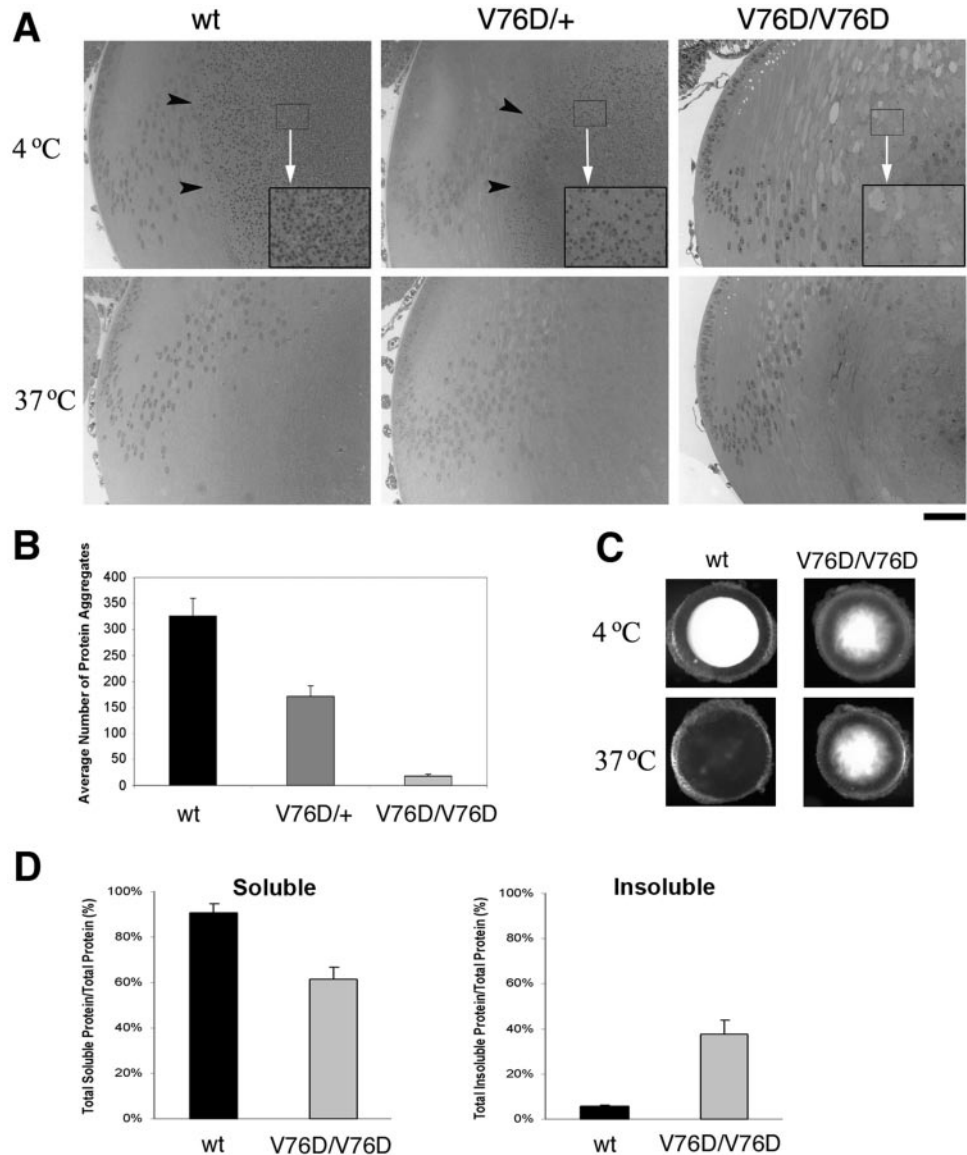 A
wt
V76D/+
V76D/V76D
4 ºC
37 ºC
B
Average Number of Protein Aggregates
400
350
300
250
200
150
100
50
0
wt
V76D/+
V76D/V76D
C
wt
V76D/V76D
4 ºC
37 ºC
D
Soluble
Total Soluble Protein/Total Protein (%)
100%
80%
60%
40%
20%
0%
wt
V76D/V76D
Insoluble
Total Insoluble Protein/Total Protein (%)
100%
80%
60%
40%
20%
0%
wt
V76D/V76D